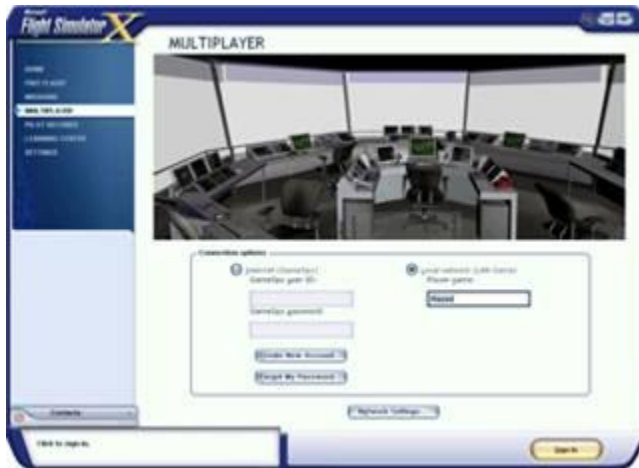 Microsoft
Flight Simulator X
MULTIPLAYER
HOME
FREE FLIGHT
MISSIONS
MULTIPLAYER
PILOT RECORDS
LEARNING CENTER
SETTINGS
Connection options
Internet (GameSpy)
GameSpy user ID:
GameSpy password:
Create New Account
Forgot My Password
Local network (LAN Game)
Player name:
Network Settings
Contacts
Click to sign in.
Sign In